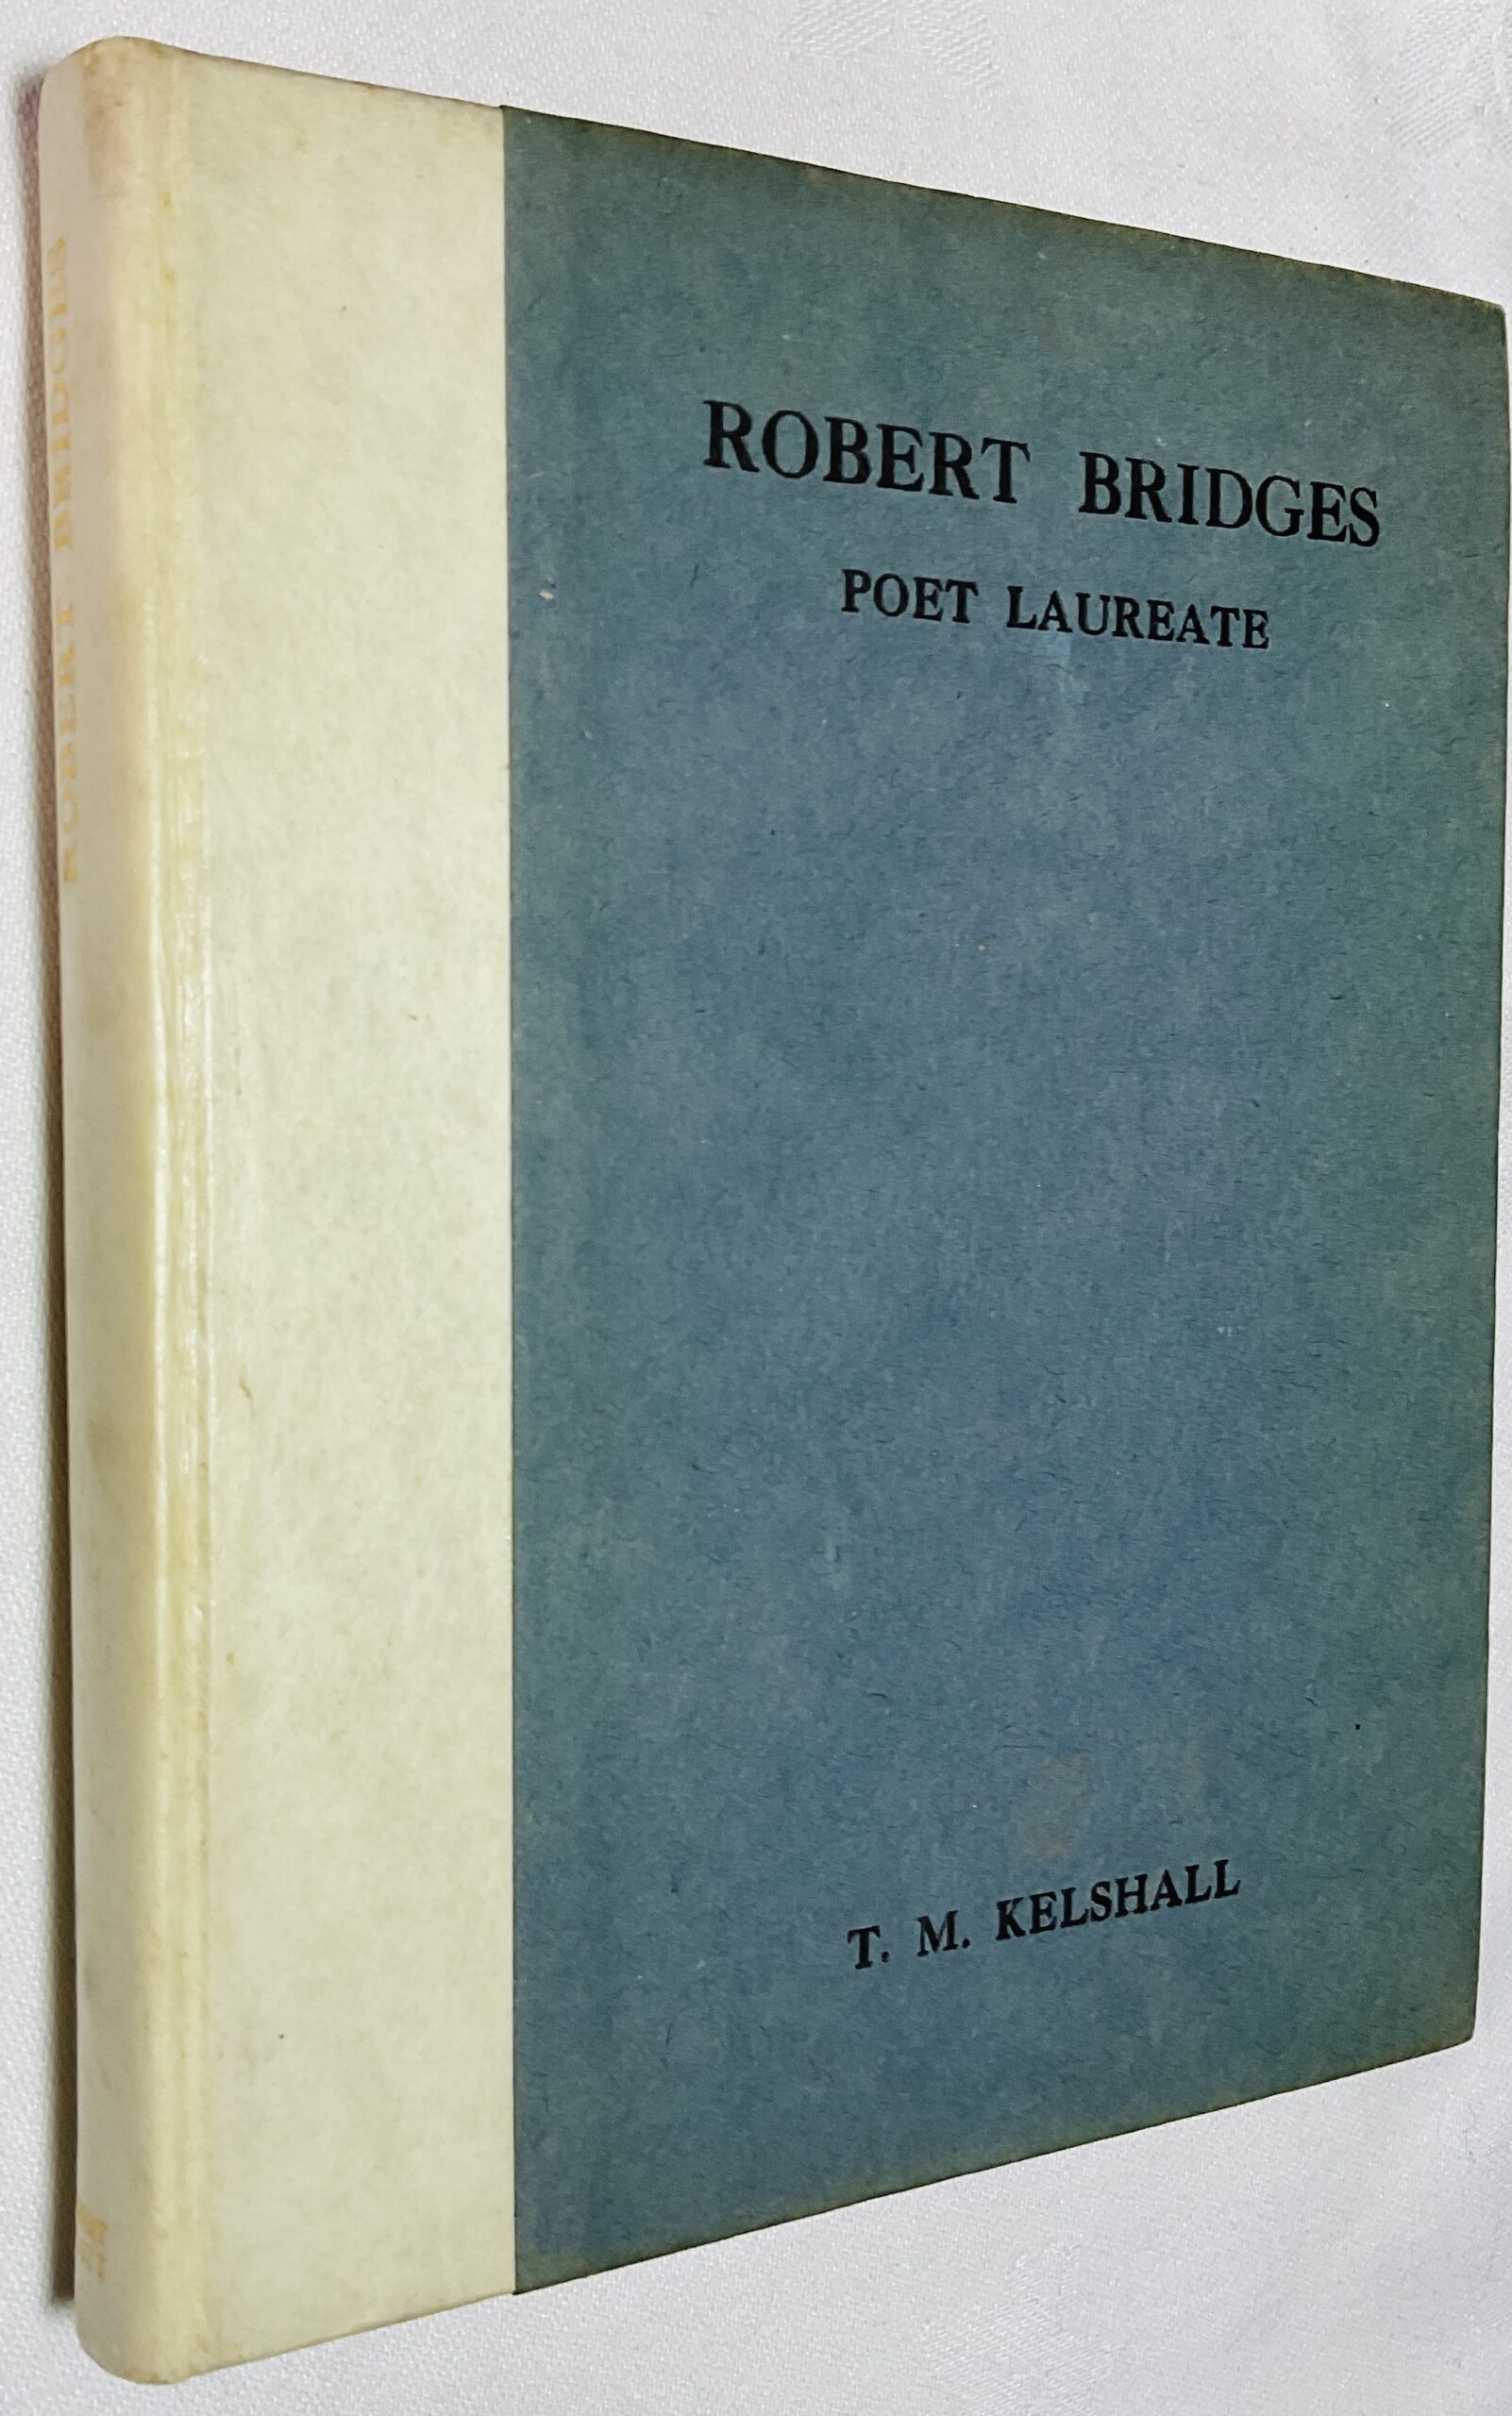 ROBERT BRIDGES
POET LAUREATE
T. M. KELSHALL
ROBERT BRIDGES